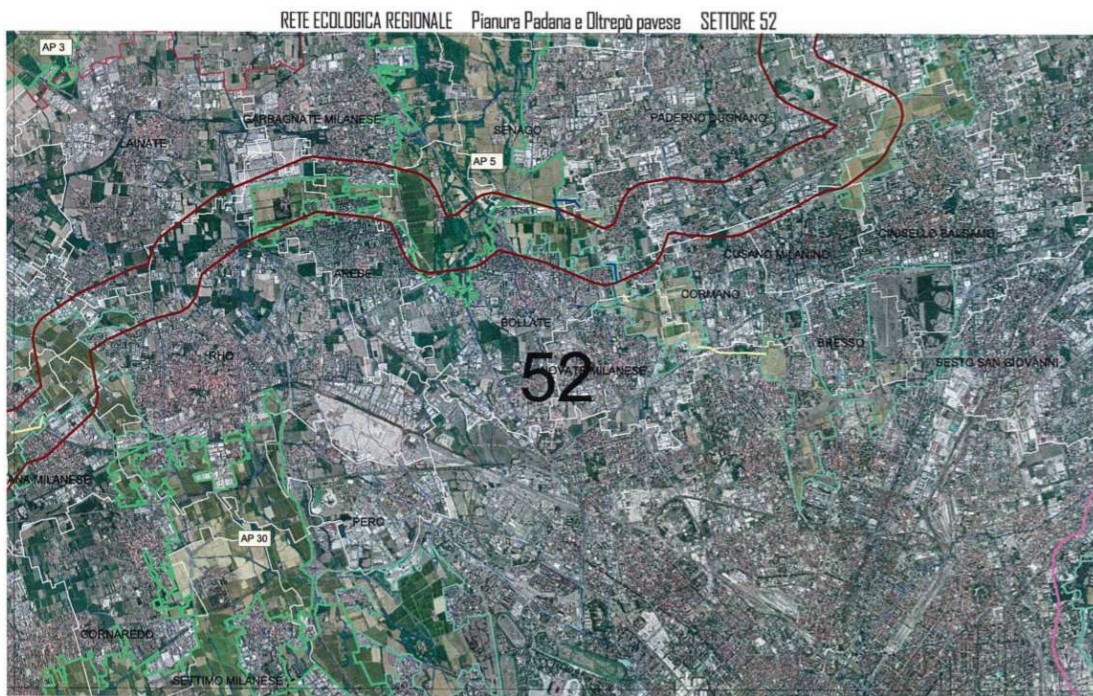 RETE ECOLOGICA REGIONALE Pianura Padana e Oltrepò pavese SETTORE 52
AP 3
GARBAGNATE MILANESE
LAINATE
SENAGO
PADERNO DUGNANO
AP 5
CINISELLO BALSAMO
CUSANO MILANINO
ARESE
CORMANO
BOLLATE
BRESSO
RHO
52
NOVATE MILANESE
SESTO SAN GIOVANNI
ANA MILANESE
PERO
AP 30
CORNAREDO
SETTIMO MILANESE